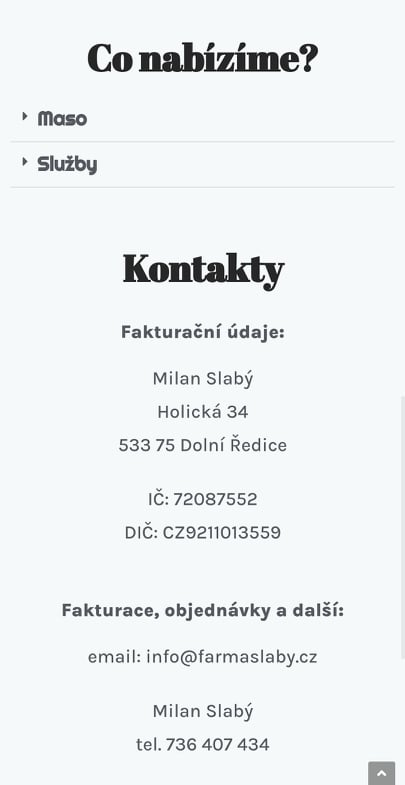 Co nabízíme?
Maso
Služby
Kontakty
Fakturační údaje:
Milan Slabý
Holická 34
533 75 Dolní Ředice
IČ: 72087552
DIČ: CZ9211013559
Fakturace, objednávky a další:
email: info@farmaslaby.cz
Milan Slabý
tel. 736 407 434